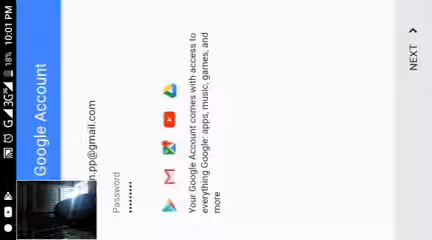 G 3G 18% 10:01 PM
Google Account
n.pp@gmail.com
Password
Your Google Account comes with access to
everything Google: apps, music, games, and
more
NEXT